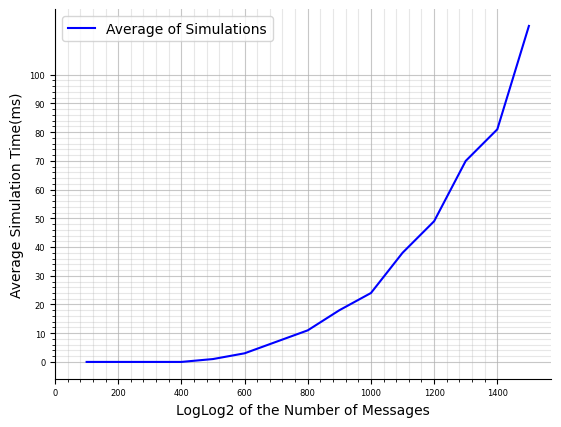 Average of Simulations
Average Simulation Time(ms)
100
90
80
70
60
50
40
30
20
10
0
0 200 400 600 800 1000 1200 1400
LogLog2 of the Number of Messages